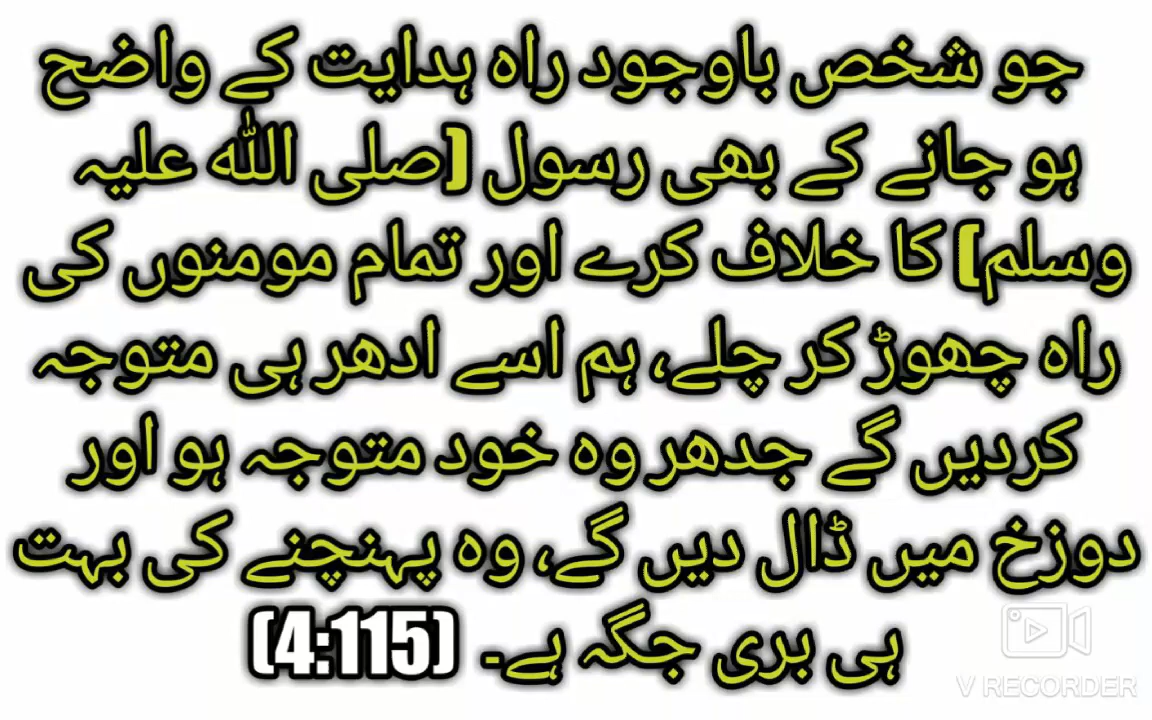 جو شخص باوجود راہ ہدایت کے واضح
ہو جانے کے بھی رسول (صلی اللہ علیہ
وسلم) کا خلاف کرے اور تمام مومنوں کی
راہ چھوڑ کر چلے، ہم اسے ادھر ہی متوجہ
کردیں گے جدھر وہ خود متوجہ ہو اور
دوزخ میں ڈال دیں گے، وہ پہنچنے کی بہت
ہی بری جگہ ہے۔ (4:115)
V RECORDER